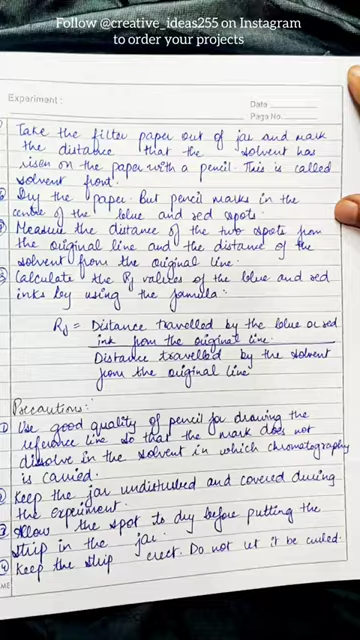 Follow @creative_ideas255 on Instagram
to order your projects
Experiment :
Date
Page No.
Take the filter paper out of jar and mark
the distance that the solvent has
risen on the paper with a pencil. This is called
solvent front.
Dry the paper. But pencil marks in the
centre of the blue and red spots.
Measure the distance of the two spots from
the original line and the distance of the
solvent from the original line.
Calculate the Rf values of the blue and red
inks by using the formula:
Rf = Distance travelled by the blue or red
ink from the original line.
Distance travelled by the solvent
from the original line
Precautions:-
① Use good quality of pencil for drawing the
reference line so that the mark does not
dissolve in the solvent in which chromatography
is carried.
② Keep the jar undisturbed and covered during
the experiment.
③ Allow the spot to dry before putting the
strip in the jar.
④ Keep the strip erect. Do not let it be curled.